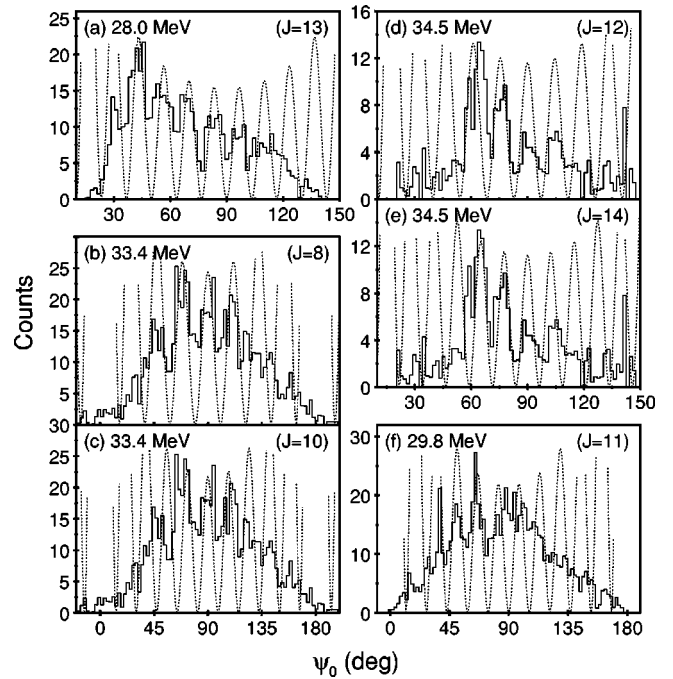 (a) 28.0 MeV (J=13)
25
20
15
10
5
0
30 60 90 120 150
(b) 33.4 MeV (J=8)
25
20
15
10
5
30
(c) 33.4 MeV (J=10)
25
20
15
10
5
0
0 45 90 135 180
(d) 34.5 MeV (J=12)
16
12
8
4
0
(e) 34.5 MeV (J=14)
12
8
4
0
30 60 90 120 150
(f) 29.8 MeV (J=11)
30
20
10
0
0 45 90 135 180
Counts
ψ0 (deg)